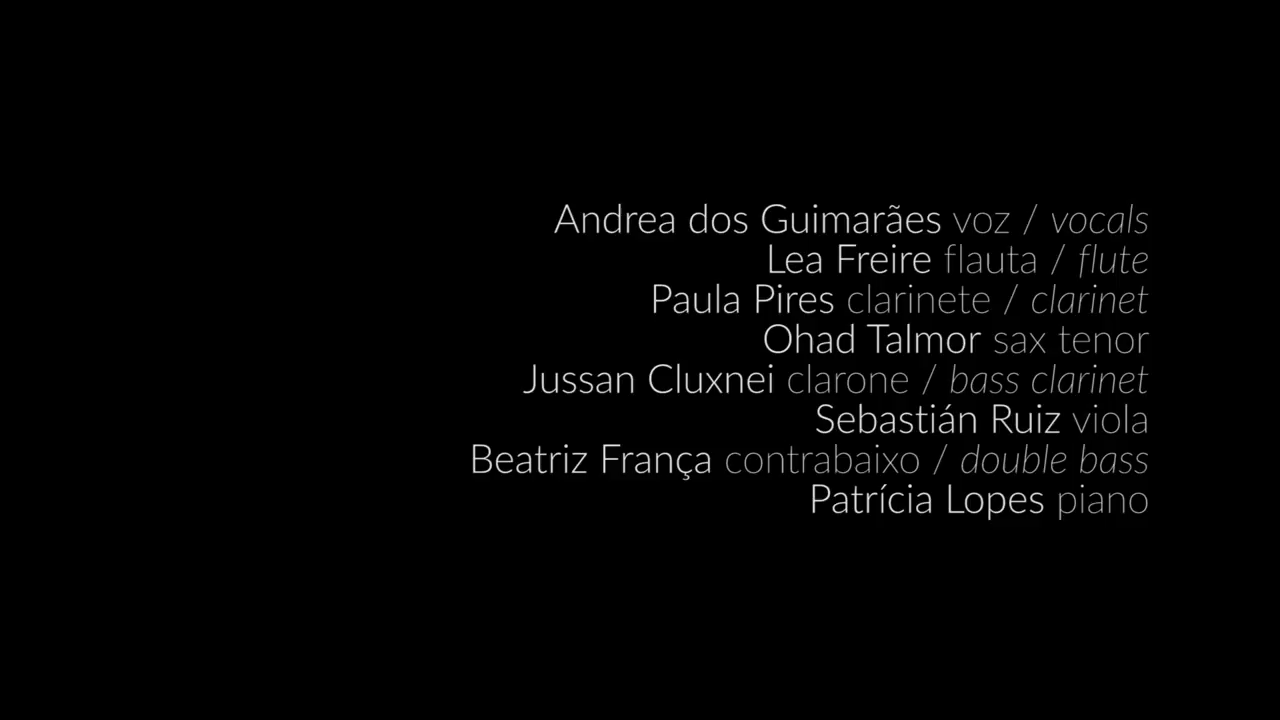 Andrea dos Guimarães voz / vocals
Lea Freire flauta / flute
Paula Pires clarinete / clarinet
Ohad Talmor sax tenor
Jussan Cluxnei clarone / bass clarinet
Sebastián Ruiz viola
Beatriz França contrabaixo / double bass
Patrícia Lopes piano